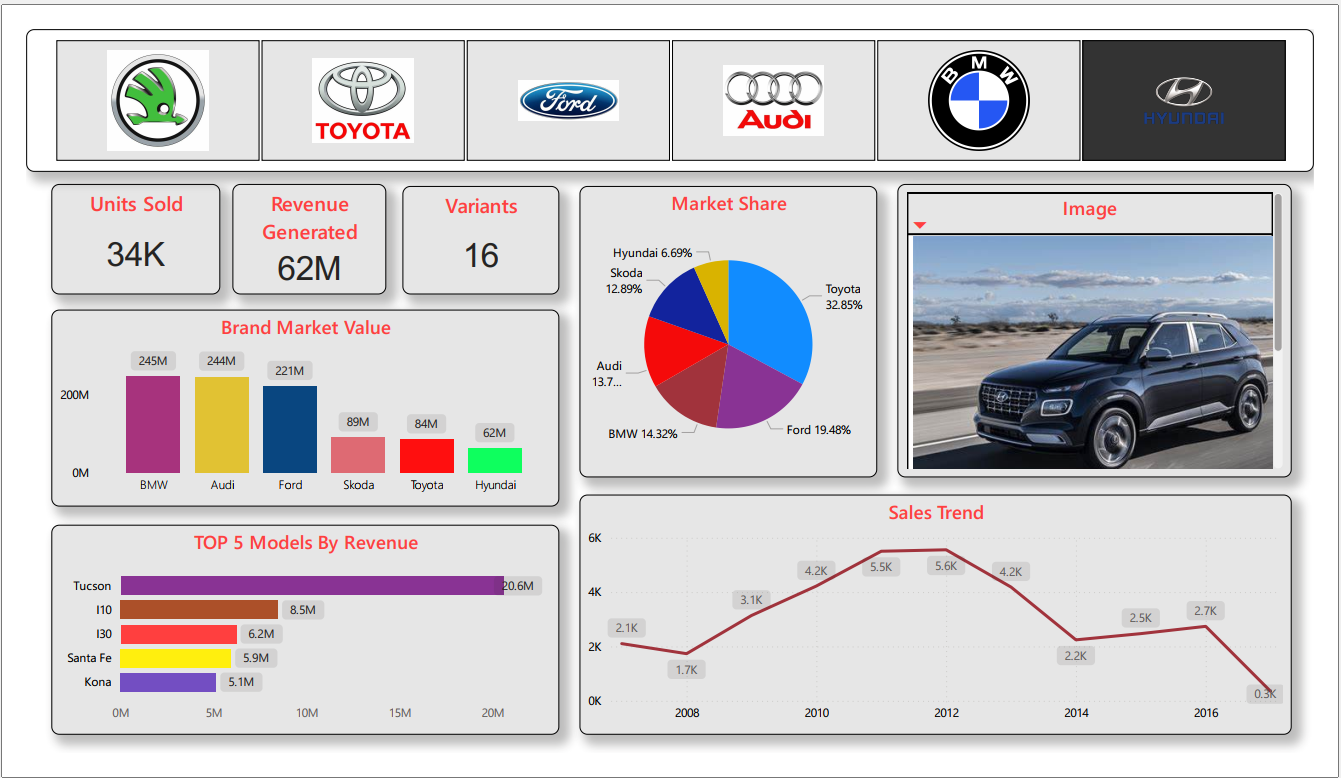 TOYOTA
Ford
Audi
BMW
HYUNDAI
Units Sold
34K
Revenue
Generated
62M
Variants
16
Market Share
Hyundai 6.69%
Skoda
12.89%
Toyota
32.85%
Audi
13.7...
BMW 14.32%
Ford 19.48%
Image
Brand Market Value
245M
244M
221M
89M
84M
62M
200M
0M
BMW
Audi
Ford
Skoda
Toyota
Hyundai
TOP 5 Models By Revenue
Tucson
20.6M
I10
8.5M
I30
6.2M
Santa Fe
5.9M
Kona
5.1M
0M
5M
10M
15M
20M
Sales Trend
6K
4K
2K
0K
2.1K
1.7K
3.1K
4.2K
5.5K
5.6K
4.2K
2.2K
2.5K
2.7K
0.3K
2008
2010
2012
2014
2016